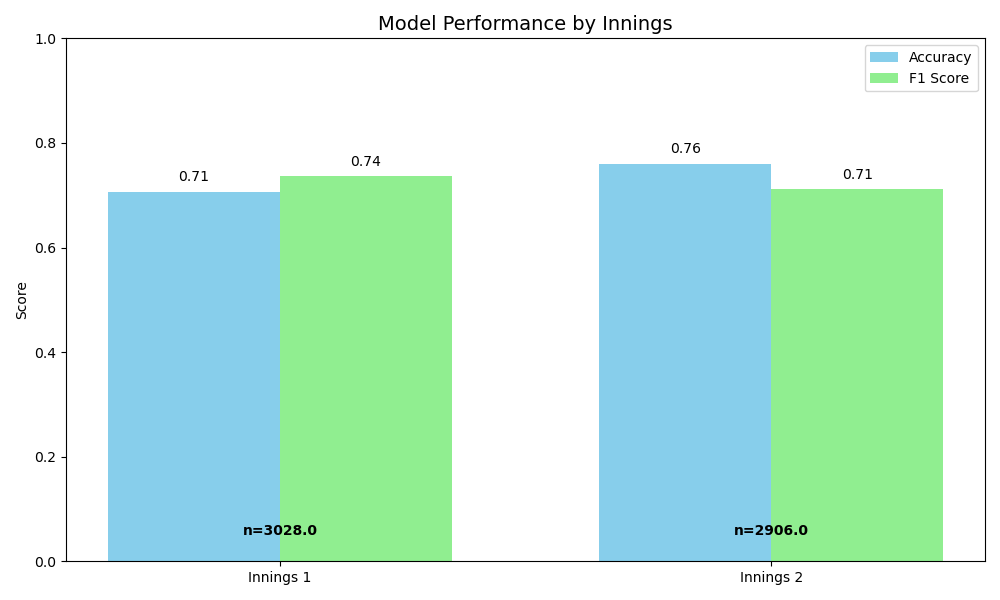 Model Performance by Innings
Accuracy
F1 Score
Score
1.0
0.8
0.6
0.4
0.2
0.0
0.71
0.74
0.76
0.71
n=3028.0
n=2906.0
Innings 1
Innings 2